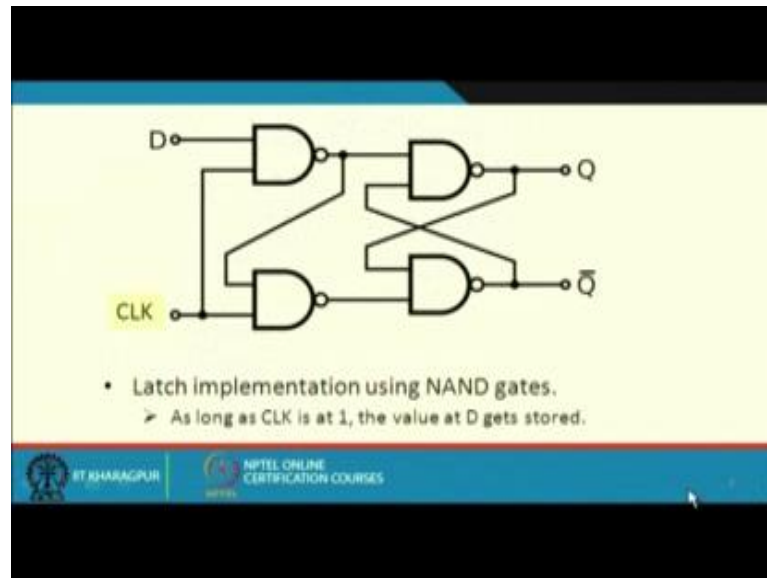 D
Q
Q̅
CLK
• Latch implementation using NAND gates.
➢ As long as CLK is at 1, the value at D gets stored.
IIT KHARAGPUR
NPTEL ONLINE
CERTIFICATION COURSES
NPTEL